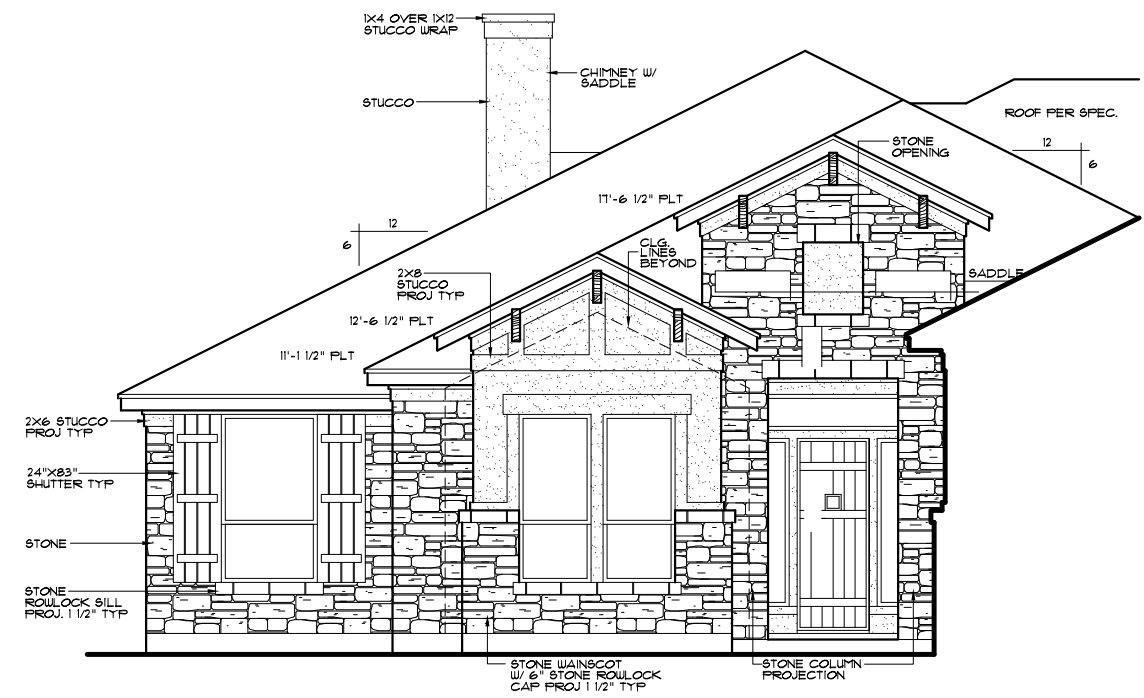 1X4 OVER 1X12
STUCCO WRAP
CHIMNEY W/
SADDLE
STUCCO
ROOF PER SPEC.
12
6
STONE
OPENING
17'-6 1/2" PLT
12
6
CLG.
LINES
BEYOND
2X8
STUCCO
PROJ TYP
SADDLE
12'-6 1/2" PLT
11'-1 1/2" PLT
2X6 STUCCO
PROJ TYP
24"X83"
SHUTTER TYP
STONE
STONE
ROWLOCK SILL
PROJ. 1 1/2" TYP
STONE WAINSCOT
W/ 6" STONE ROWLOCK
CAP PROJ 1 1/2" TYP
STONE COLUMN
PROJECTION